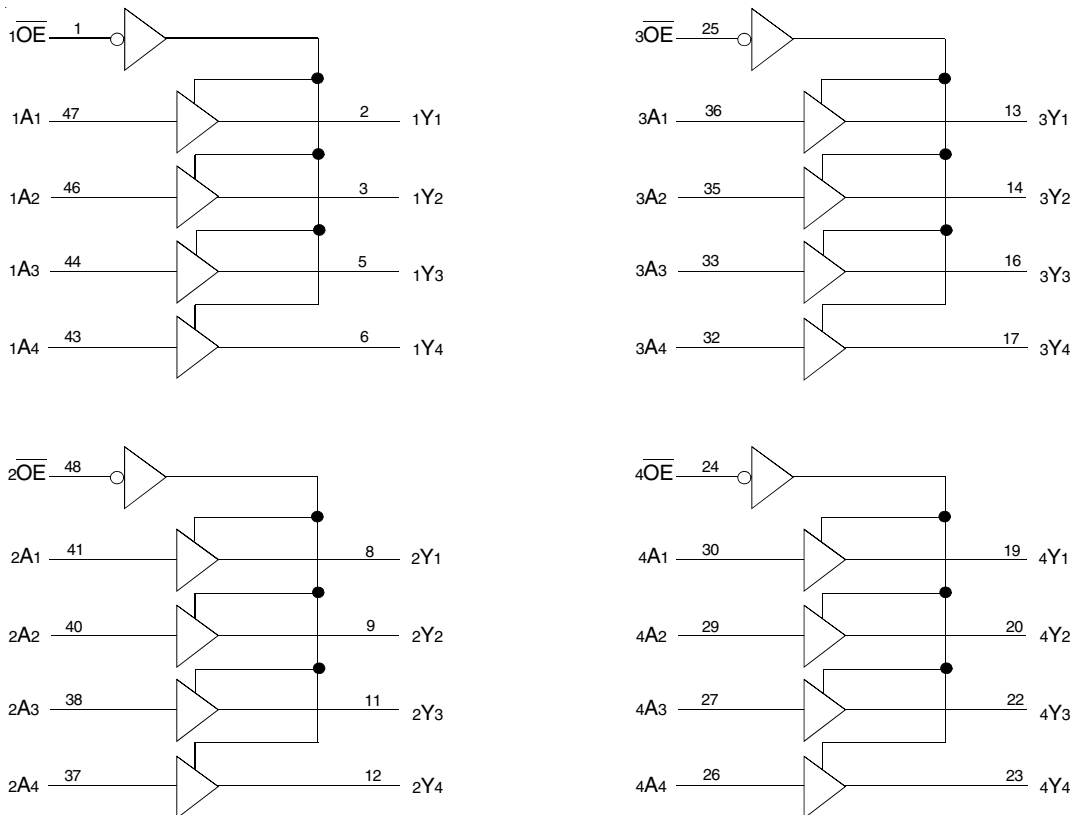 1OE 1
1A1 47 2 1Y1
1A2 46 3 1Y2
1A3 44 5 1Y3
1A4 43 6 1Y4
3OE 25
3A1 36 13 3Y1
3A2 35 14 3Y2
3A3 33 16 3Y3
3A4 32 17 3Y4
2OE 48
2A1 41 8 2Y1
2A2 40 9 2Y2
2A3 38 11 2Y3
2A4 37 12 2Y4
4OE 24
4A1 30 19 4Y1
4A2 29 20 4Y2
4A3 27 22 4Y3
4A4 26 23 4Y4